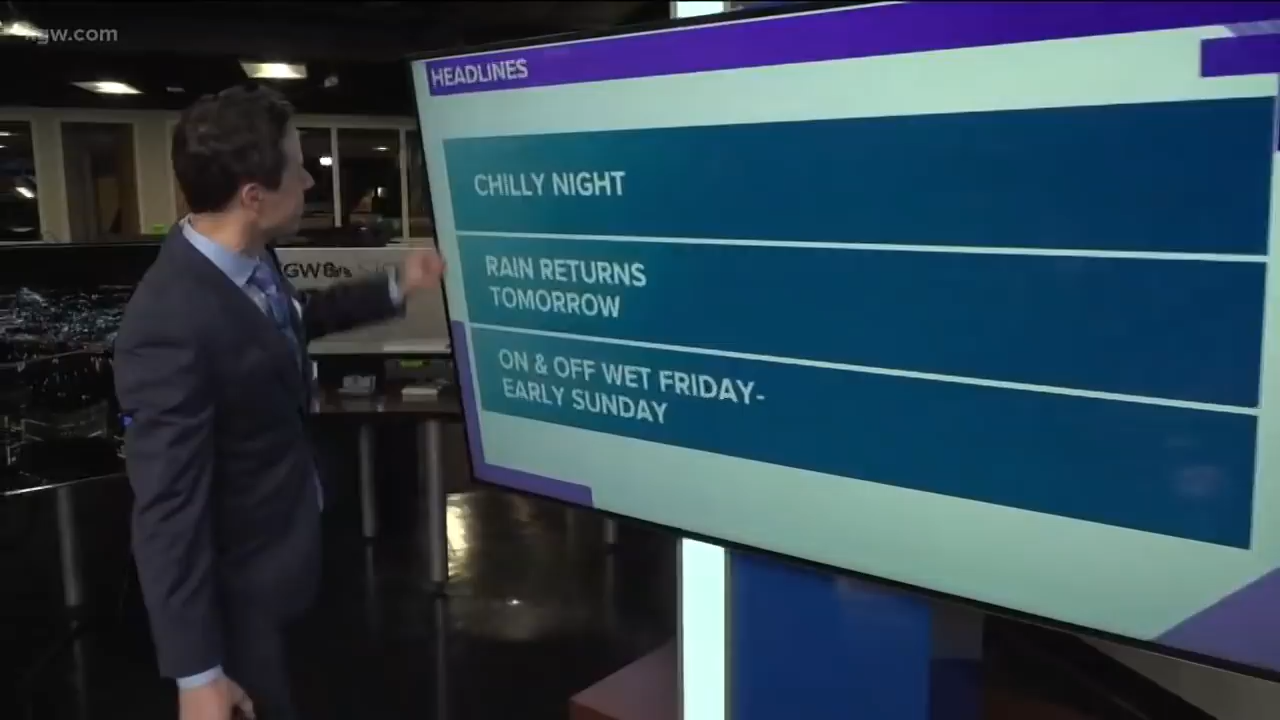 kgw.com
HEADLINES
CHILLY NIGHT
RAIN RETURNS
TOMORROW
ON & OFF WET FRIDAY-
EARLY SUNDAY